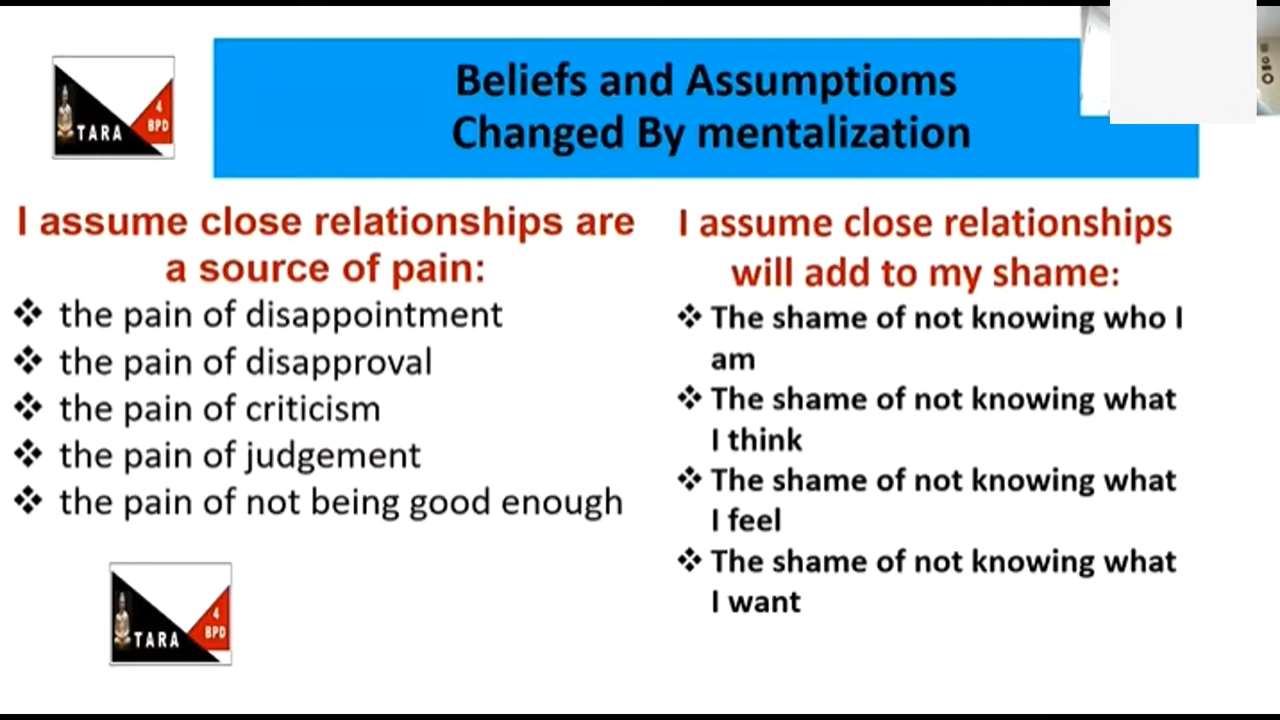 Beliefs and Assumptioms
Changed By mentalization
TARA
4
BPD
I assume close relationships are
a source of pain:
❖ the pain of disappointment
❖ the pain of disapproval
❖ the pain of criticism
❖ the pain of judgement
❖ the pain of not being good enough
I assume close relationships
will add to my shame:
❖ The shame of not knowing who I
am
❖ The shame of not knowing what
I think
❖ The shame of not knowing what
I feel
❖ The shame of not knowing what
I want
TARA
4
BPD